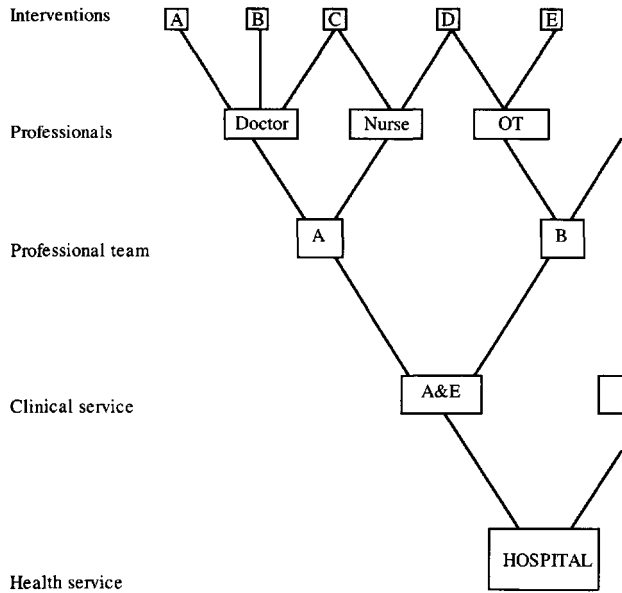 Interventions A B C D E
Professionals Doctor Nurse OT
Professional team A B
Clinical service A&E
Health service HOSPITAL